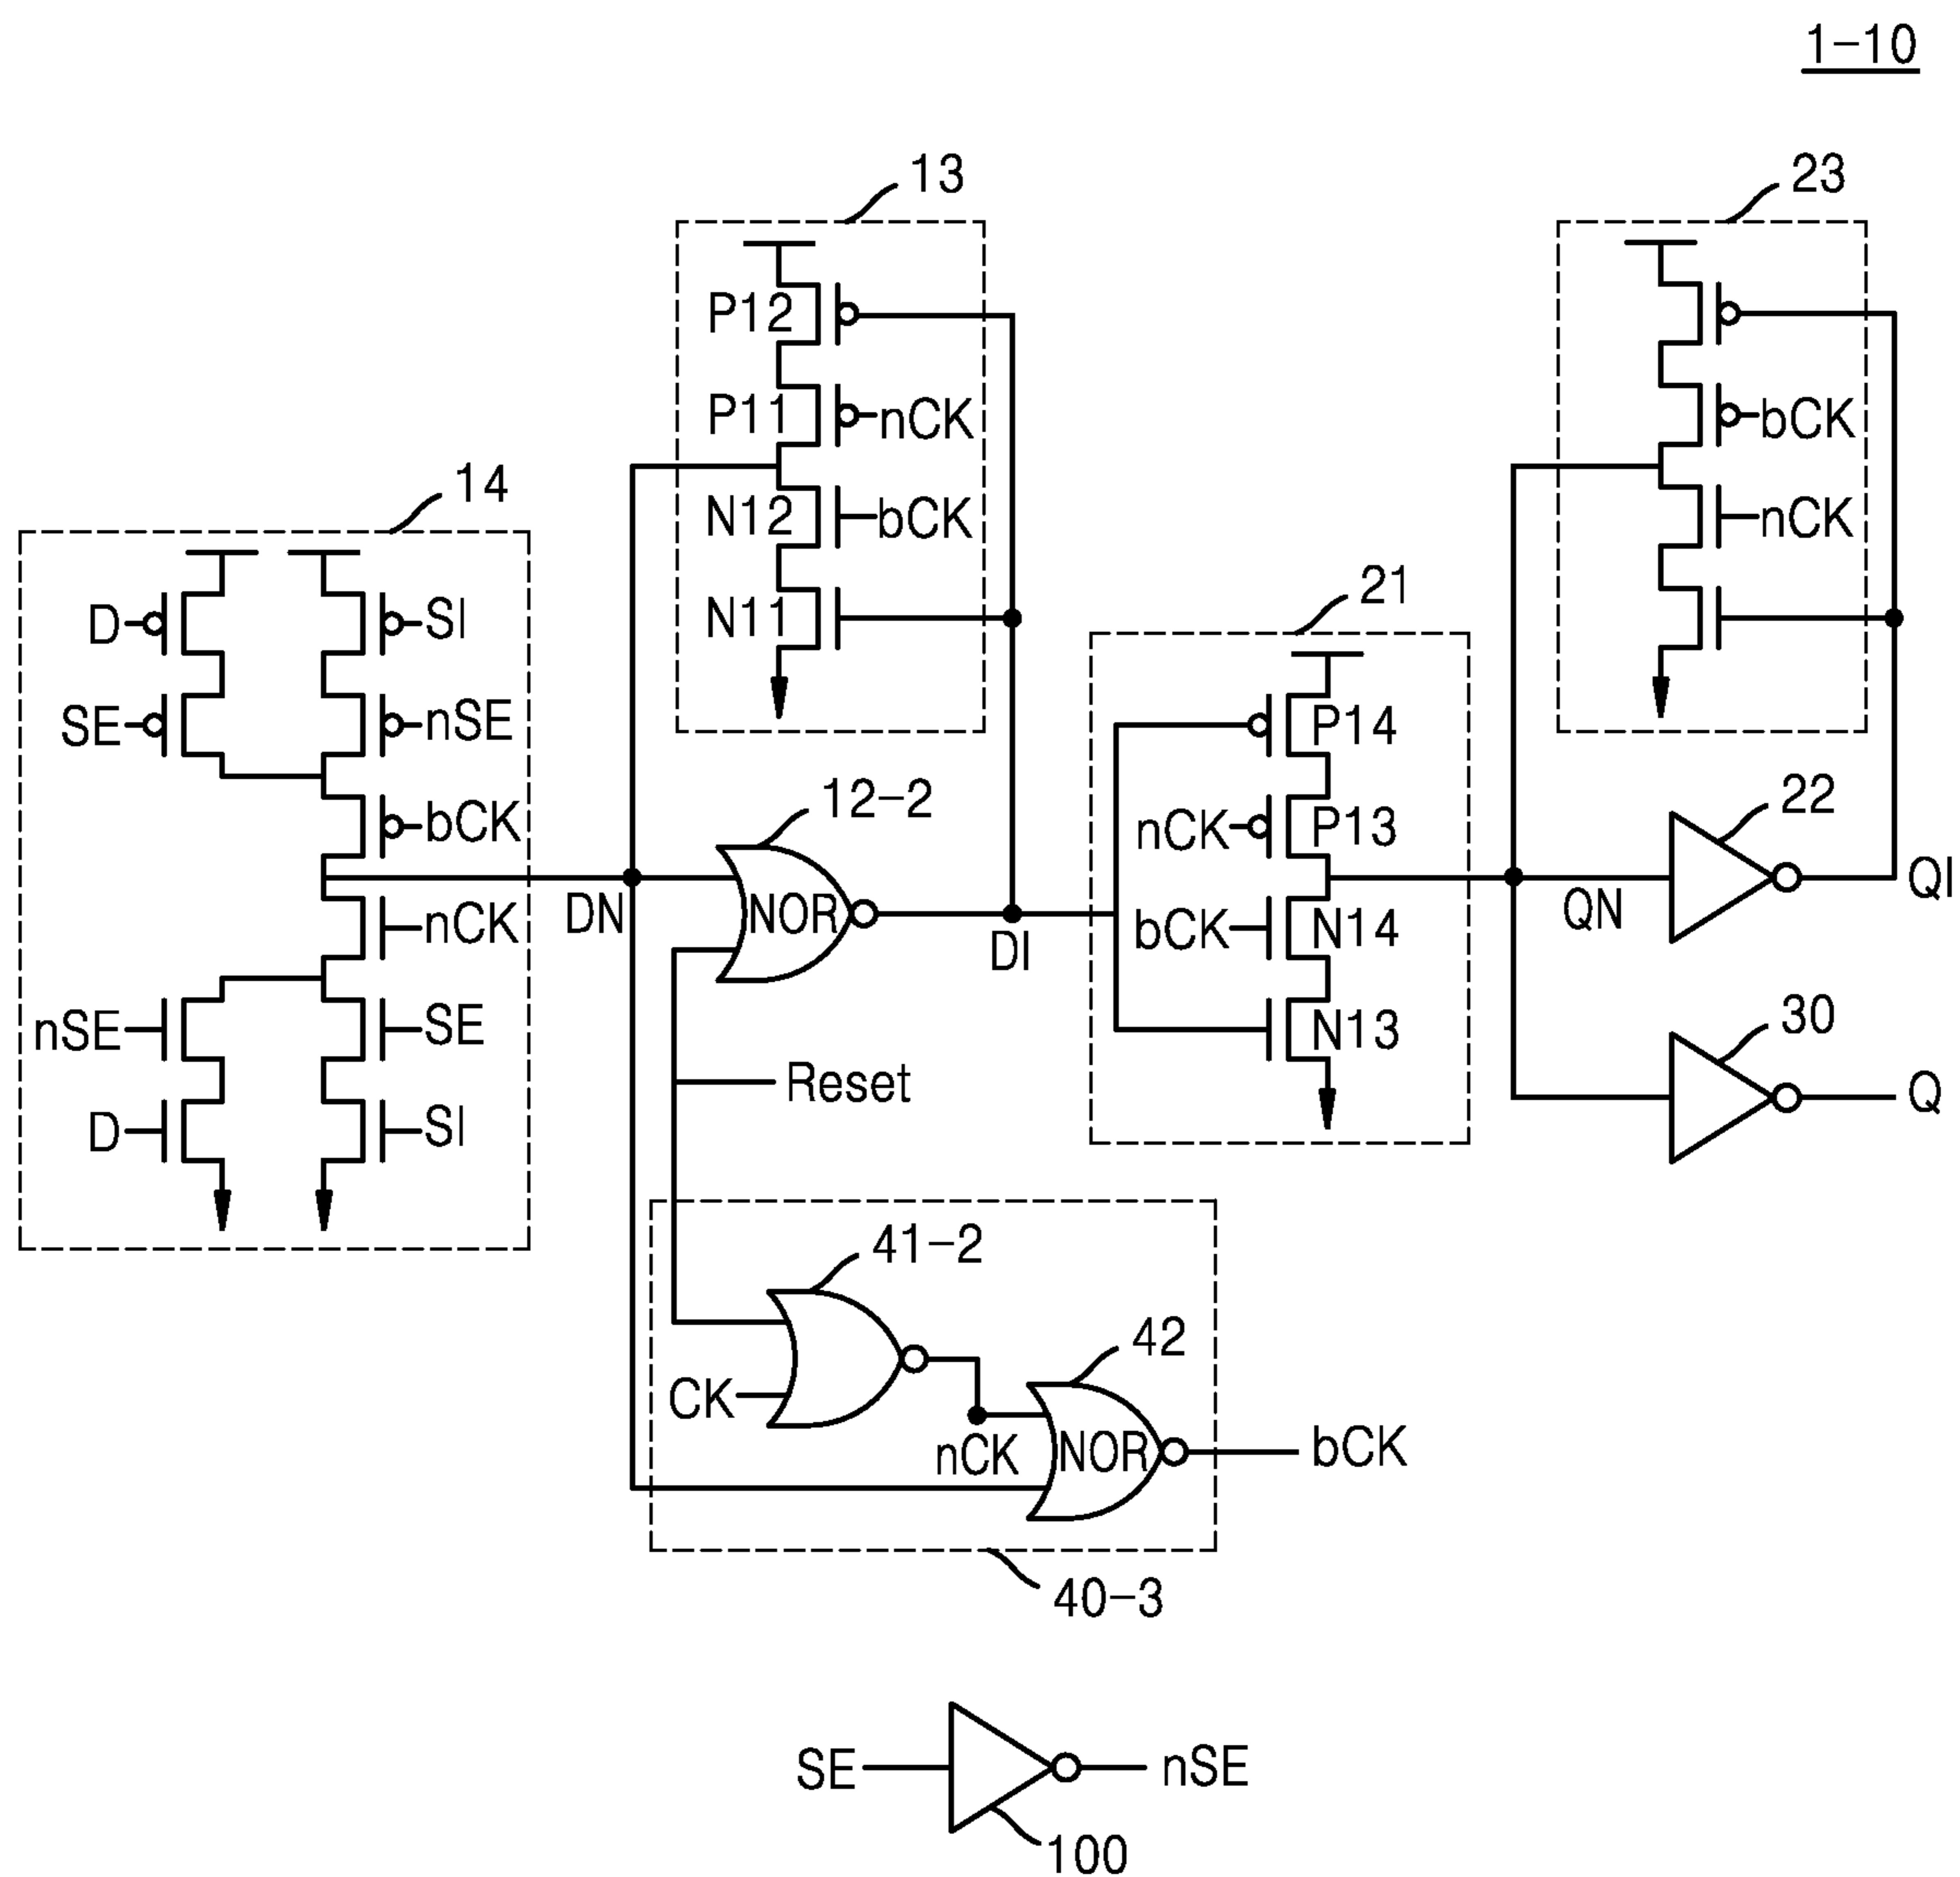 1-10
13
23
P12
P11
nCK
bCK
14
N12
bCK
nCK
N11
21
D
SI
SE
nSE
P14
12-2
22
bCK
nCK
P13
NOR
QI
nCK
DN
bCK
N14
QN
DI
30
nSE
SE
N13
Reset
Q
D
SI
41-2
42
CK
nCK
NOR
bCK
40-3
SE
nSE
100